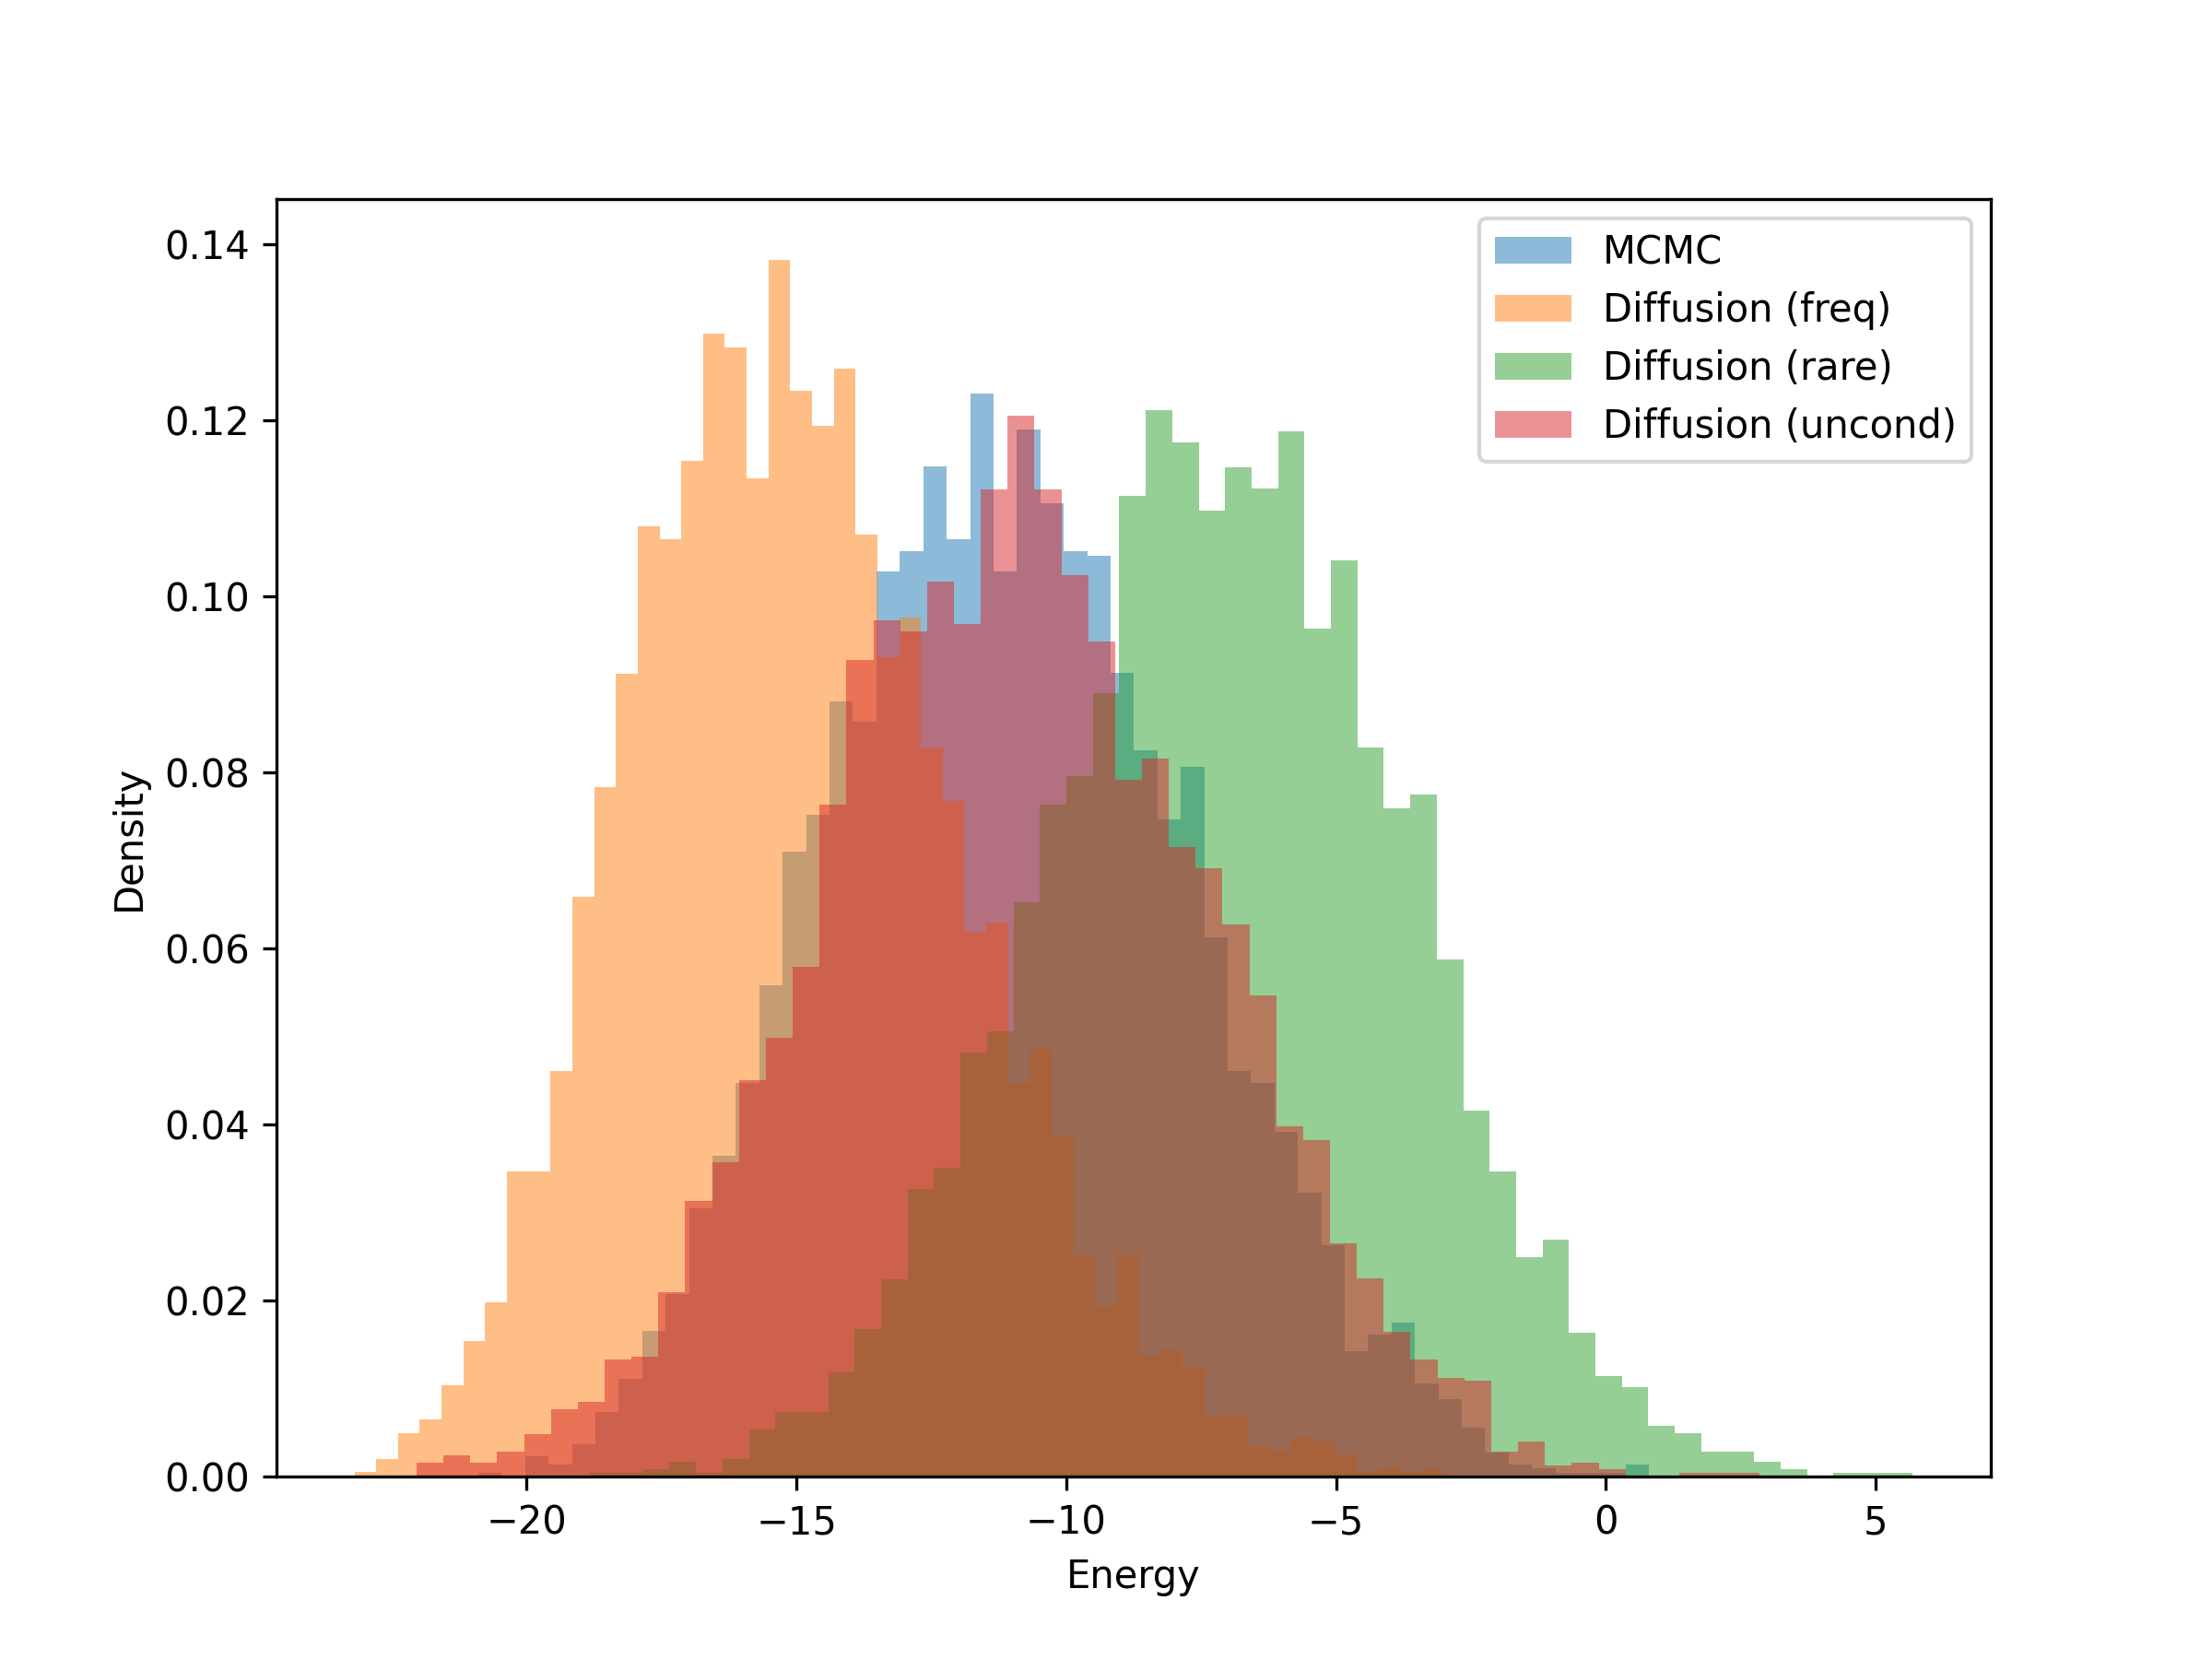 MCMC
Diffusion (freq)
Diffusion (rare)
Diffusion (uncond)
0.14
0.12
0.10
0.08
0.06
0.04
0.02
0.00
Density
−20 −15 −10 −5 0 5
Energy